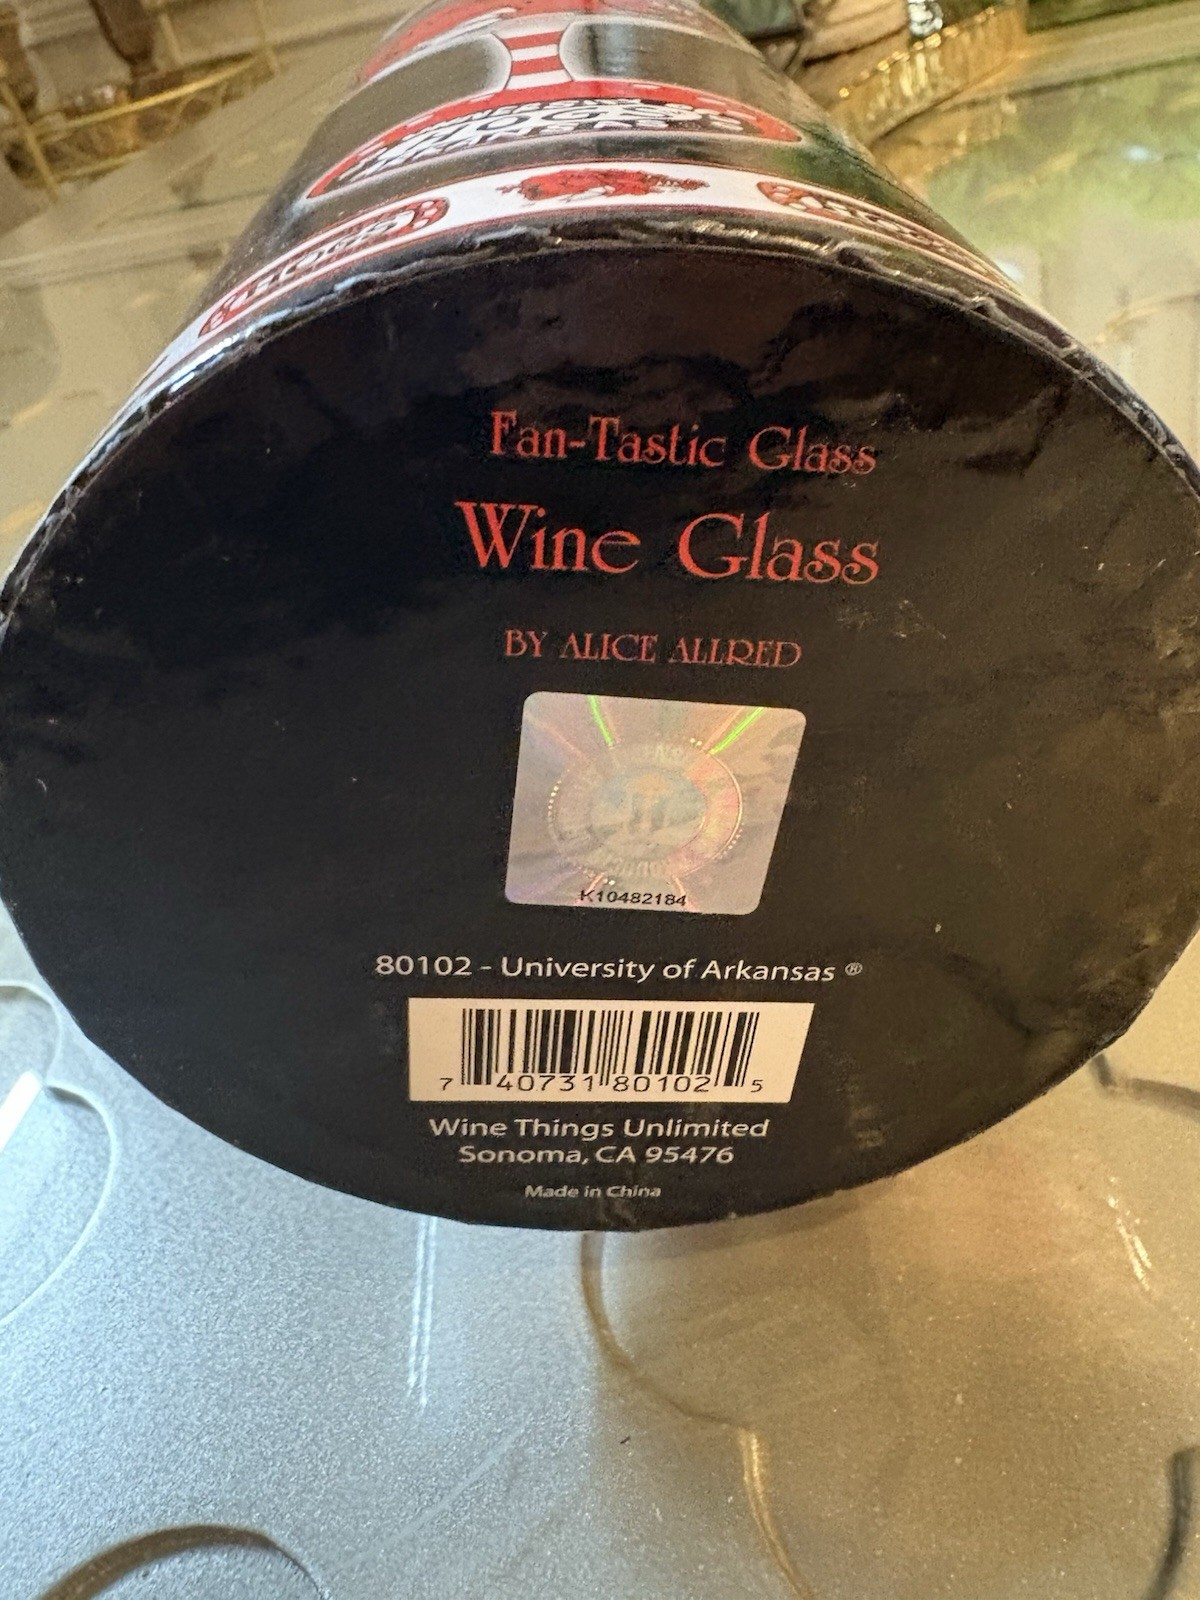 Fan-Tastic Glass
Wine Glass
BY ALICE ALLRED
K10482184
80102 - University of Arkansas ®
7 40731 80102 5
Wine Things Unlimited
Sonoma, CA 95476
Made in China